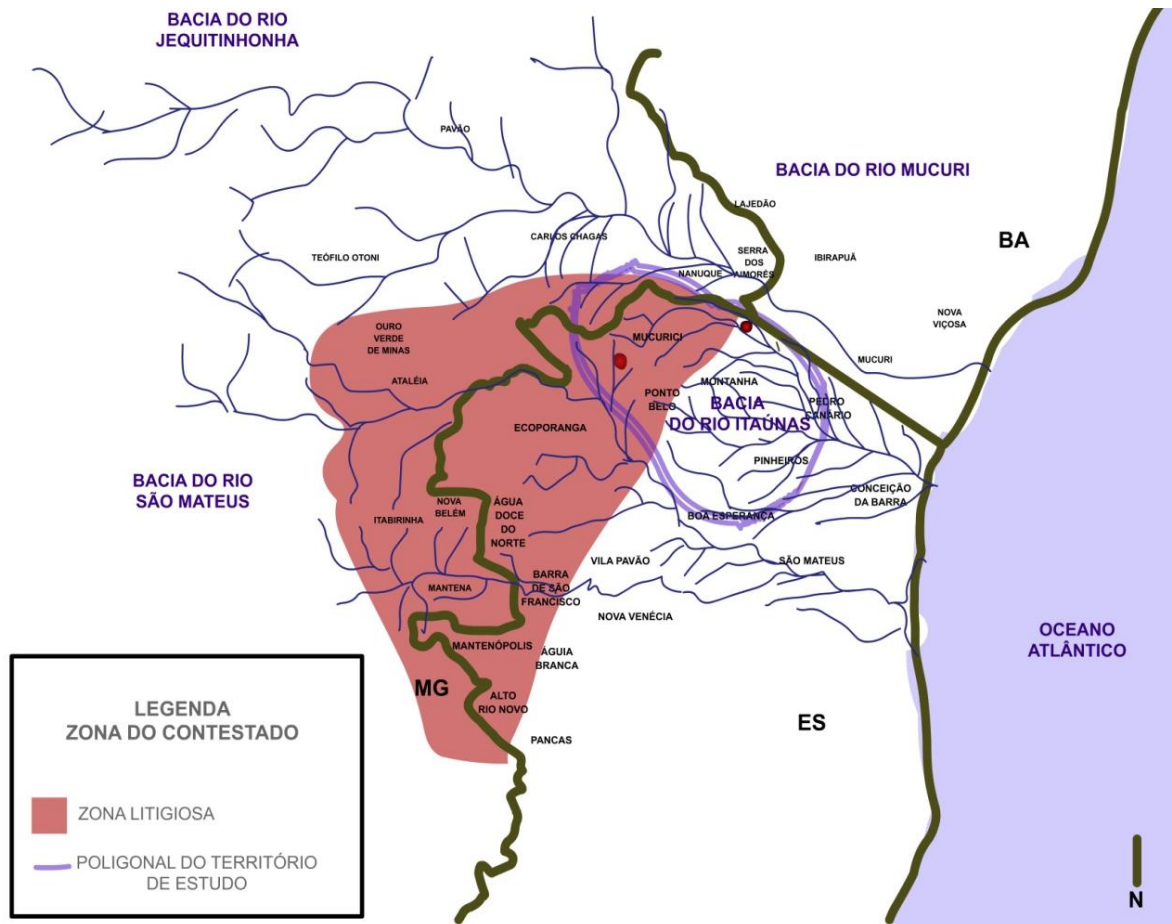 BACIA DO RIO
JEQUITINHONHA
PAVÃO
BACIA DO RIO MUCURI
LAJEDÃO
BA
CARLOS CHAGAS
TEÓFILO OTONI
SERRA
DOS
AIMORÉS
IBIRAPUÃ
NANUQUE
NOVA
VIÇOSA
OURO
VERDE
DE MINAS
MUCURICI
MUCURI
ATALÉIA
MONTANHA
PONTO
BELO
BACIA
DO RIO ITAÚNAS
PEDRO
CANÁRIO
ECOPORANGA
PINHEIROS
BACIA DO RIO
SÃO MATEUS
NOVA
BELÉM
ÁGUA
DOCE
DO
NORTE
CONCEIÇÃO
DA BARRA
ITABIRINHA
BOA ESPERANÇA
VILA PAVÃO
SÃO MATEUS
MANTENA
BARRA
DE SÃO
FRANCISCO
NOVA VENÉCIA
MANTENÓPOLIS
ÁGUIA
BRANCA
OCEANO
ATLÂNTICO
MG
ALTO
RIO NOVO
ES
PANCAS
LEGENDA
ZONA DO CONTESTADO
ZONA LITIGIOSA
POLIGONAL DO TERRITÓRIO
DE ESTUDO
N